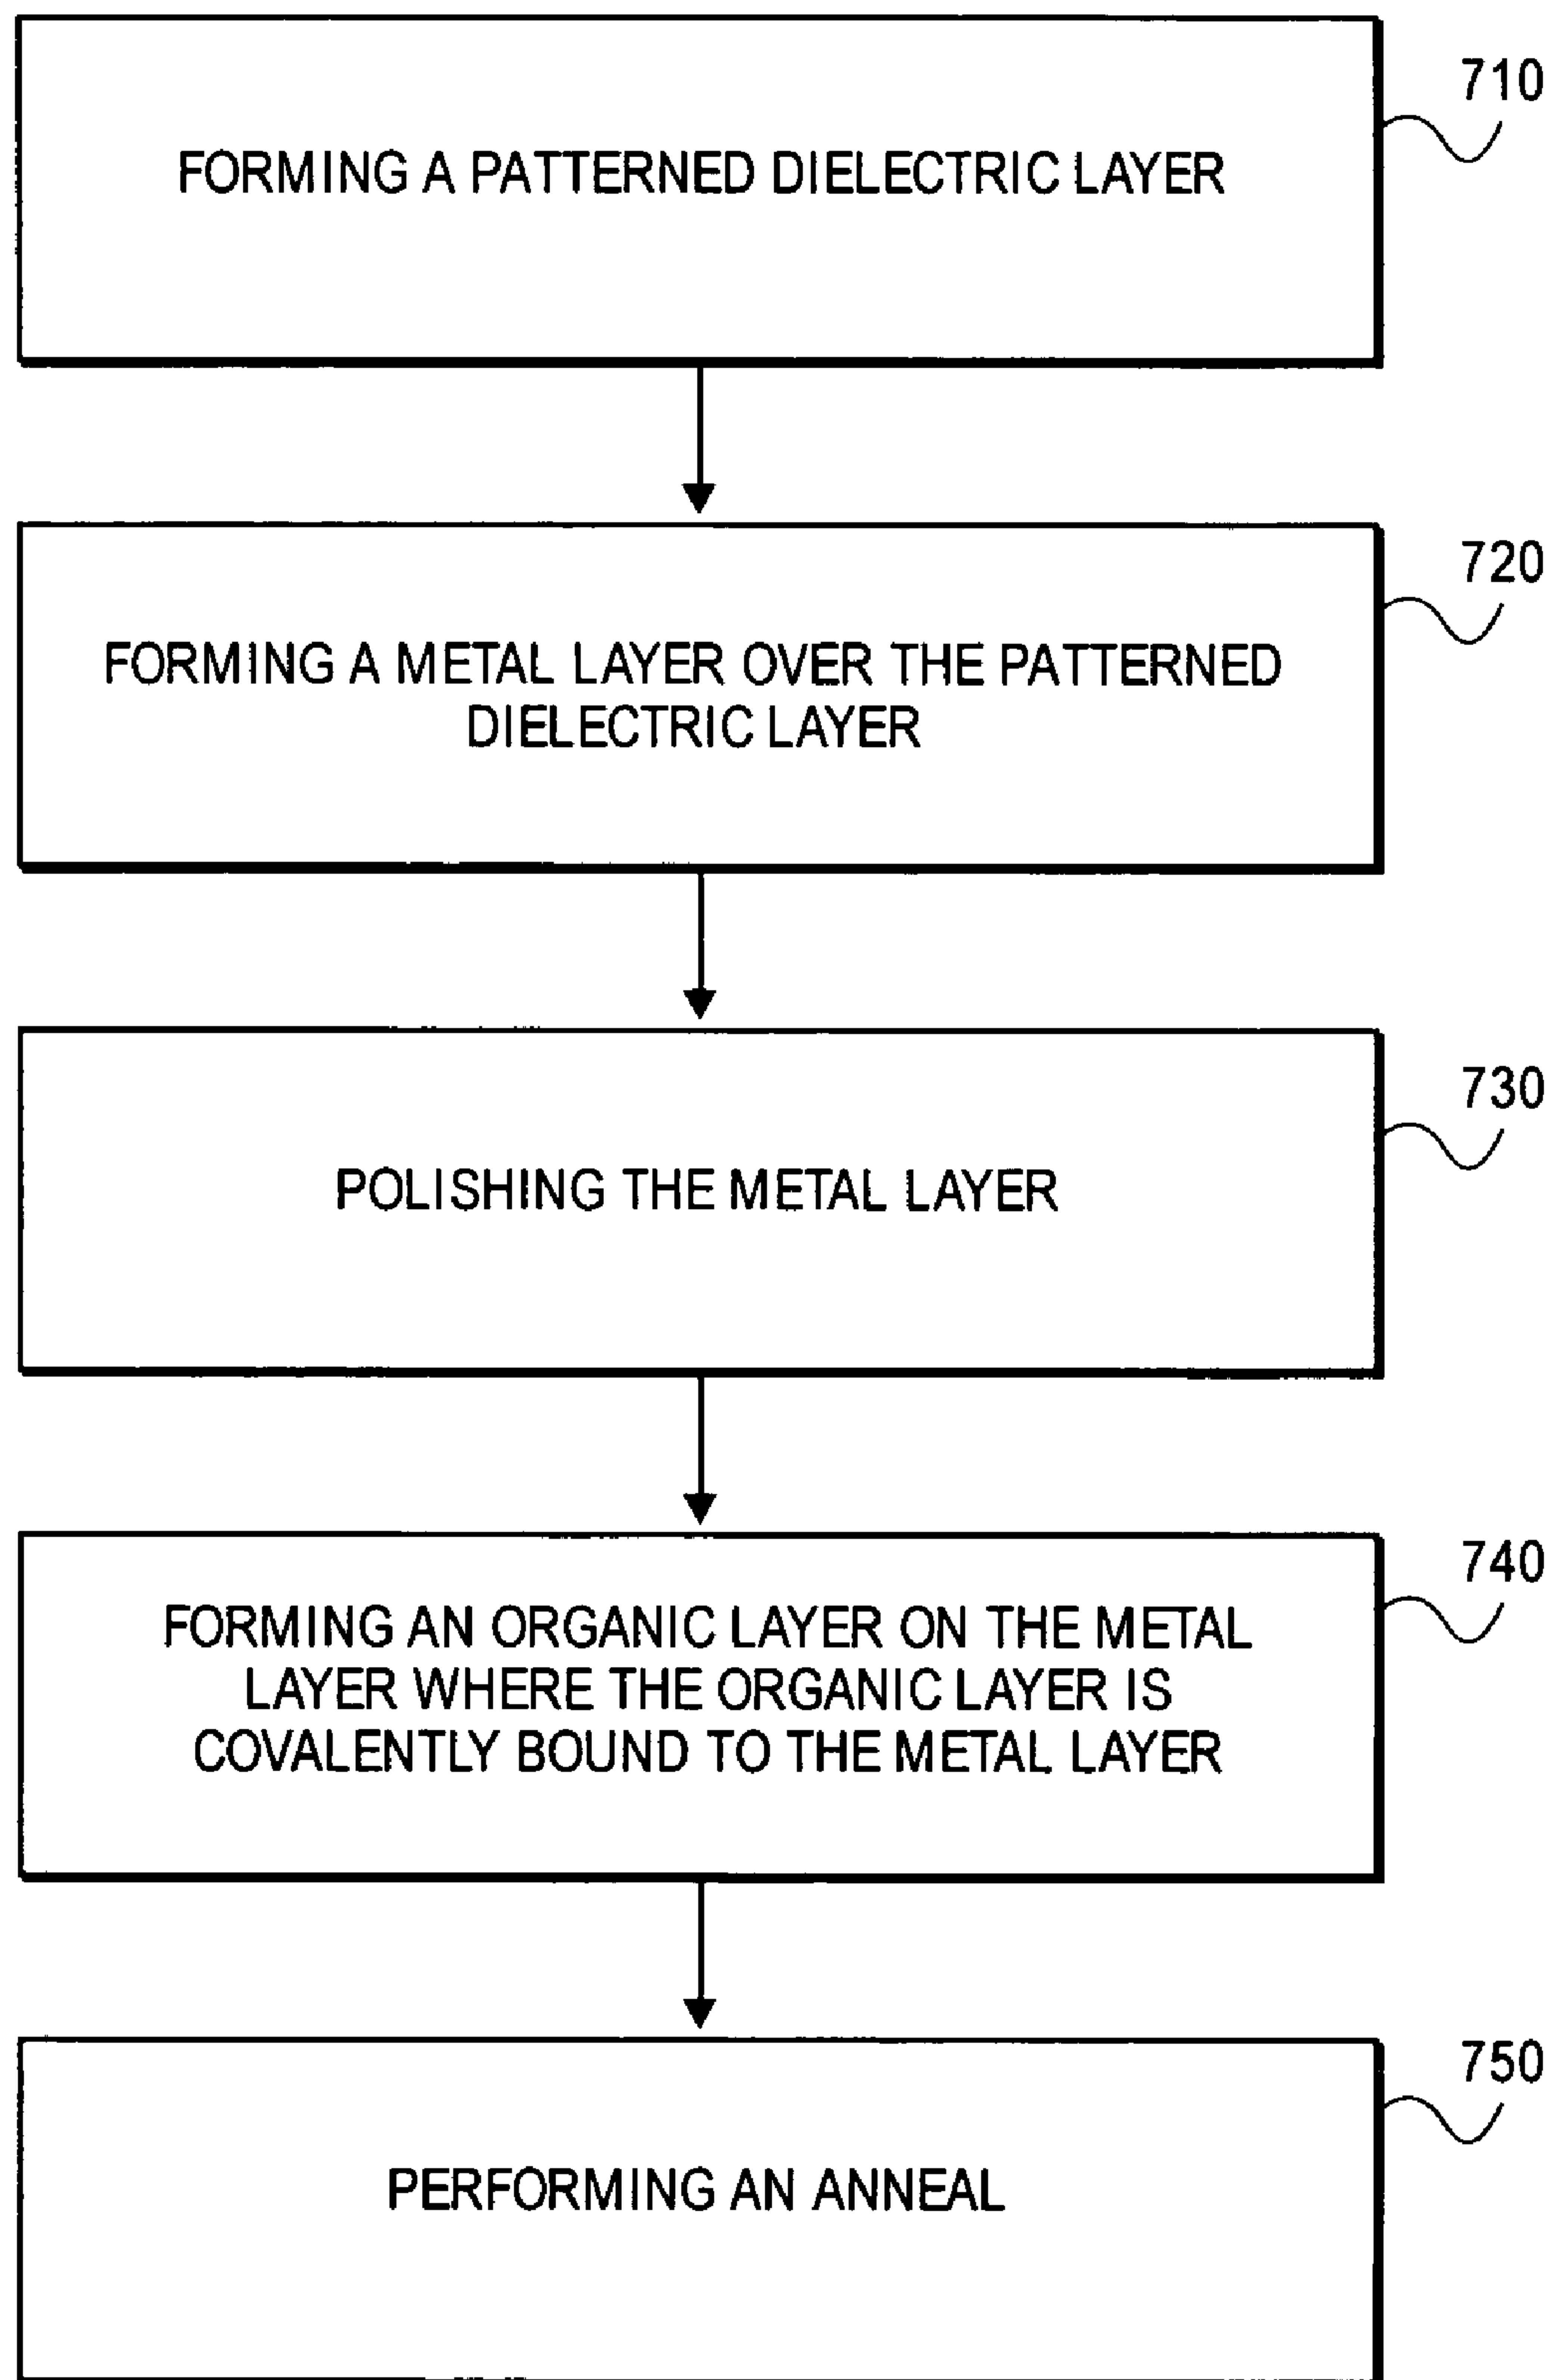 710
FORMING A PATTERNED DIELECTRIC LAYER
720
FORMING A METAL LAYER OVER THE PATTERNED
DIELECTRIC LAYER
730
POLISHING THE METAL LAYER
740
FORMING AN ORGANIC LAYER ON THE METAL
LAYER WHERE THE ORGANIC LAYER IS
COVALENTLY BOUND TO THE METAL LAYER
750
PERFORMING AN ANNEAL